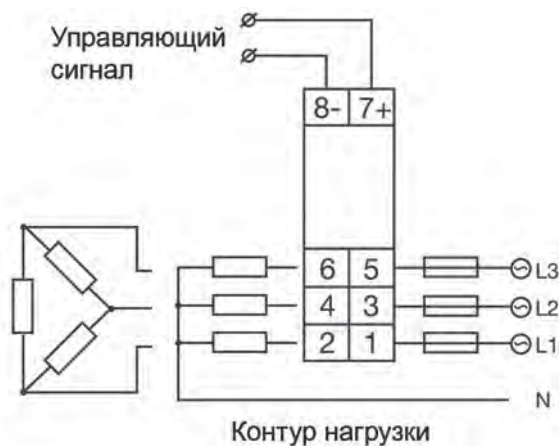 Управляющий
сигнал
8- 7+
6 5 L3
4 3 L2
2 1 L1
N
Контур нагрузки